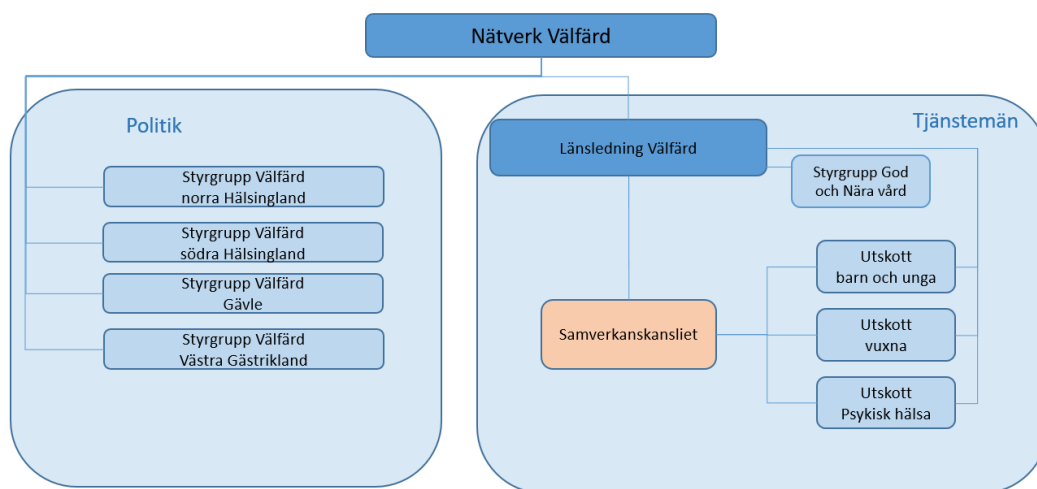 Nätverk Välfärd
Politik
Styrgrupp Välfärd
norra Hälsingland
Styrgrupp Välfärd
södra Hälsingland
Styrgrupp Välfärd
Gävle
Styrgrupp Välfärd
Västra Gästrikland
Tjänstemän
Länsledning Välfärd
Styrgrupp God
och Nära vård
Samverkanskansliet
Utskott
barn och unga
Utskott
vuxna
Utskott
Psykisk hälsa